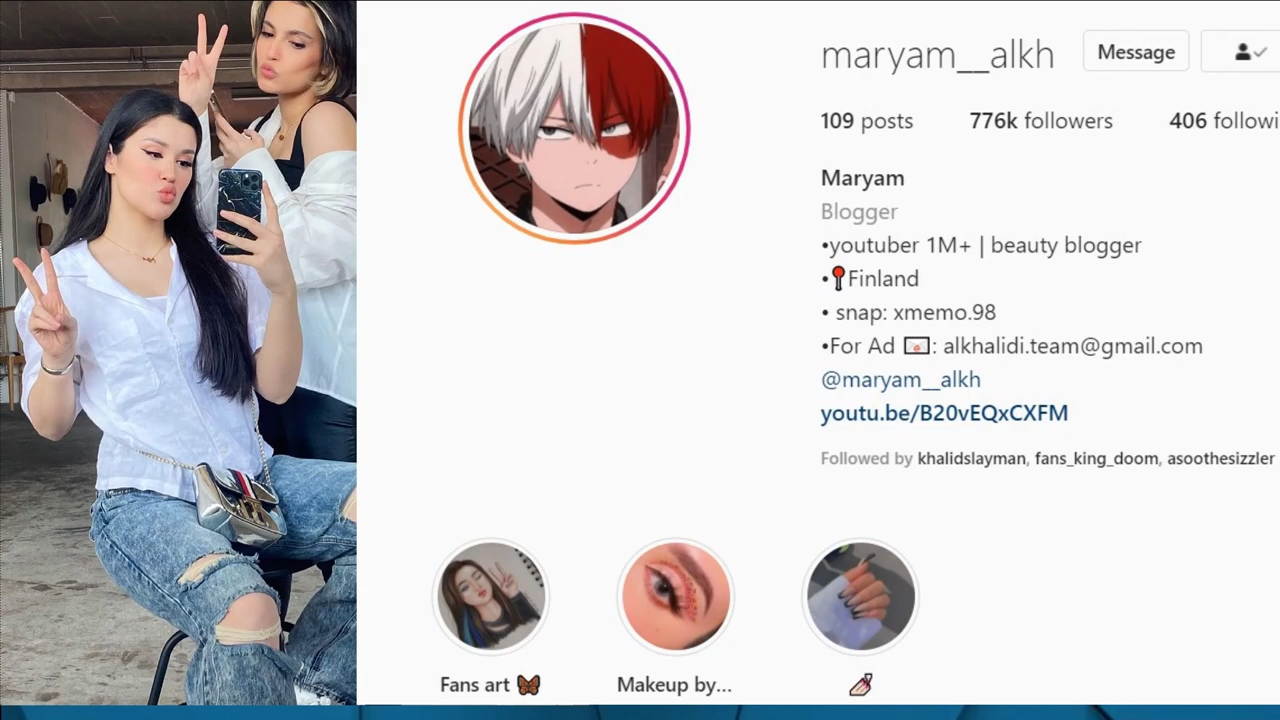 maryam__alkh Message
109 posts 776k followers 406 followi
Maryam
Blogger
•youtuber 1M+ | beauty blogger
•📍Finland
• snap: xmemo.98
•For Ad 💌: alkhalidi.team@gmail.com
@maryam__alkh
youtu.be/B20vEQxCXFM
Followed by khalidslayman, fans_king_doom, asoothesizzler
Fans art 🦋 Makeup by... 💅